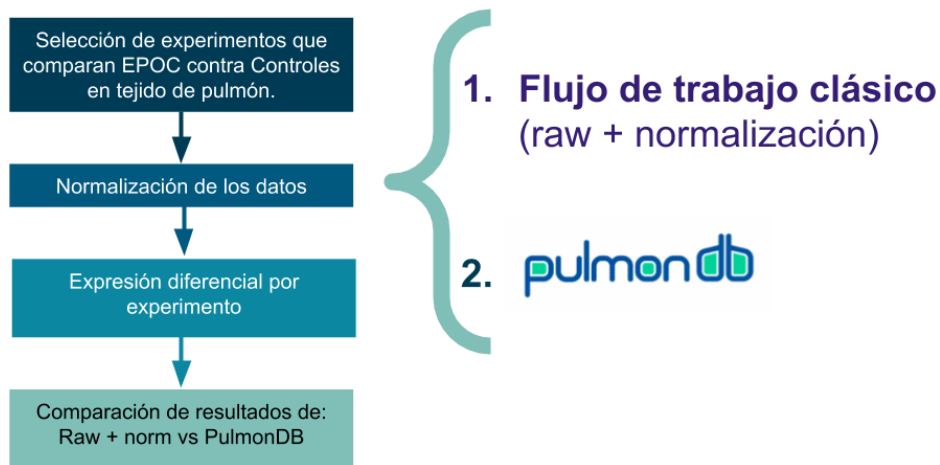 Selección de experimentos que
comparan EPOC contra Controles
en tejido de pulmón.
Normalización de los datos
Expresión diferencial por
experimento
Comparación de resultados de:
Raw + norm vs PulmonDB
1. Flujo de trabajo clásico
(raw + normalización)
2. pulmondb